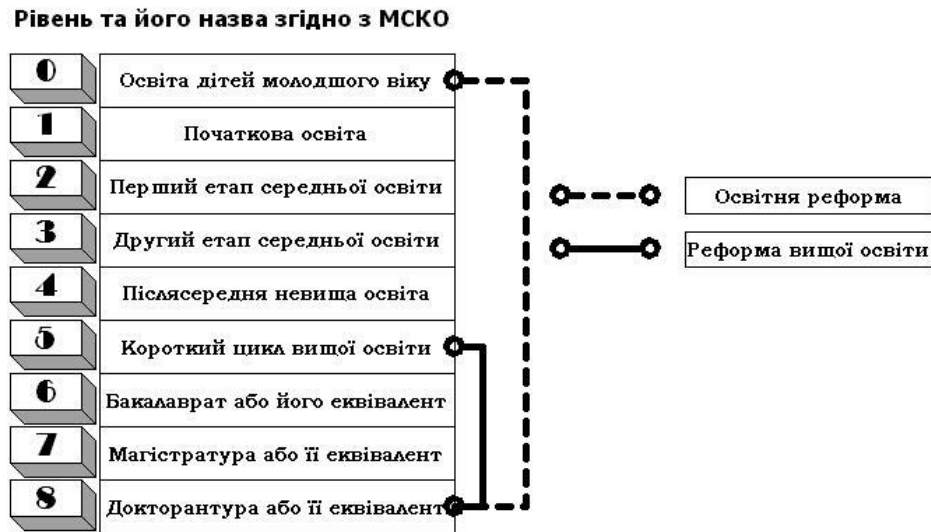 Рівень та його назва згідно з МСКО
0 Освіта дітей молодшого віку
1 Початкова освіта
2 Перший етап середньої освіти
3 Другий етап середньої освіти
4 Післясередня невища освіта
5 Короткий цикл вищої освіти
6 Бакалаврат або його еквівалент
7 Магістратура або її еквівалент
8 Докторантура або її еквівалент
Освітня реформа
Реформа вищої освіти